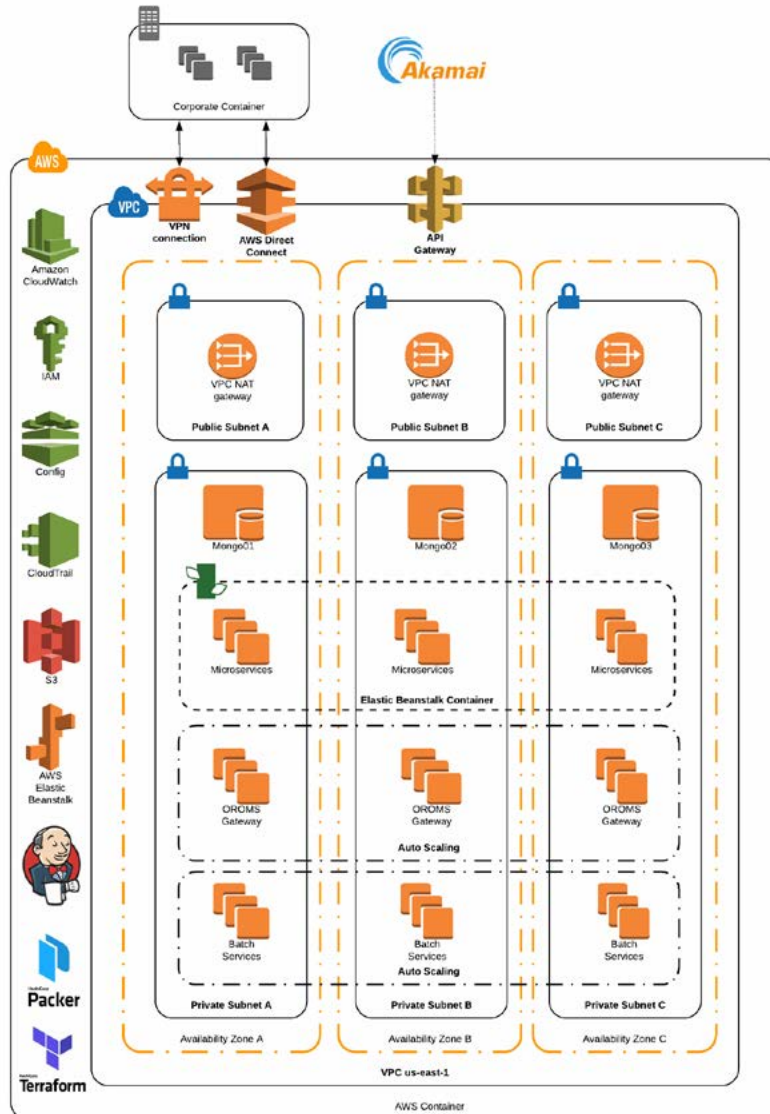 Corporate Container
Akamai
AWS
VPC
VPN
connection
AWS Direct
Connect
API
Gateway
Amazon
CloudWatch
IAM
Config
CloudTrail
S3
AWS
Elastic
Beanstalk
HashiCorp
Packer
HashiCorp
Terraform
VPC NAT
gateway
Public Subnet A
VPC NAT
gateway
Public Subnet B
VPC NAT
gateway
Public Subnet C
Mongo01
Mongo02
Mongo03
Microservices
Microservices
Microservices
Elastic Beanstalk Container
OROMS
Gateway
OROMS
Gateway
OROMS
Gateway
Auto Scaling
Batch
Services
Batch
Services
Batch
Services
Auto Scaling
Private Subnet A
Private Subnet B
Private Subnet C
Availability Zone A
Availability Zone B
Availability Zone C
VPC us-east-1
AWS Container